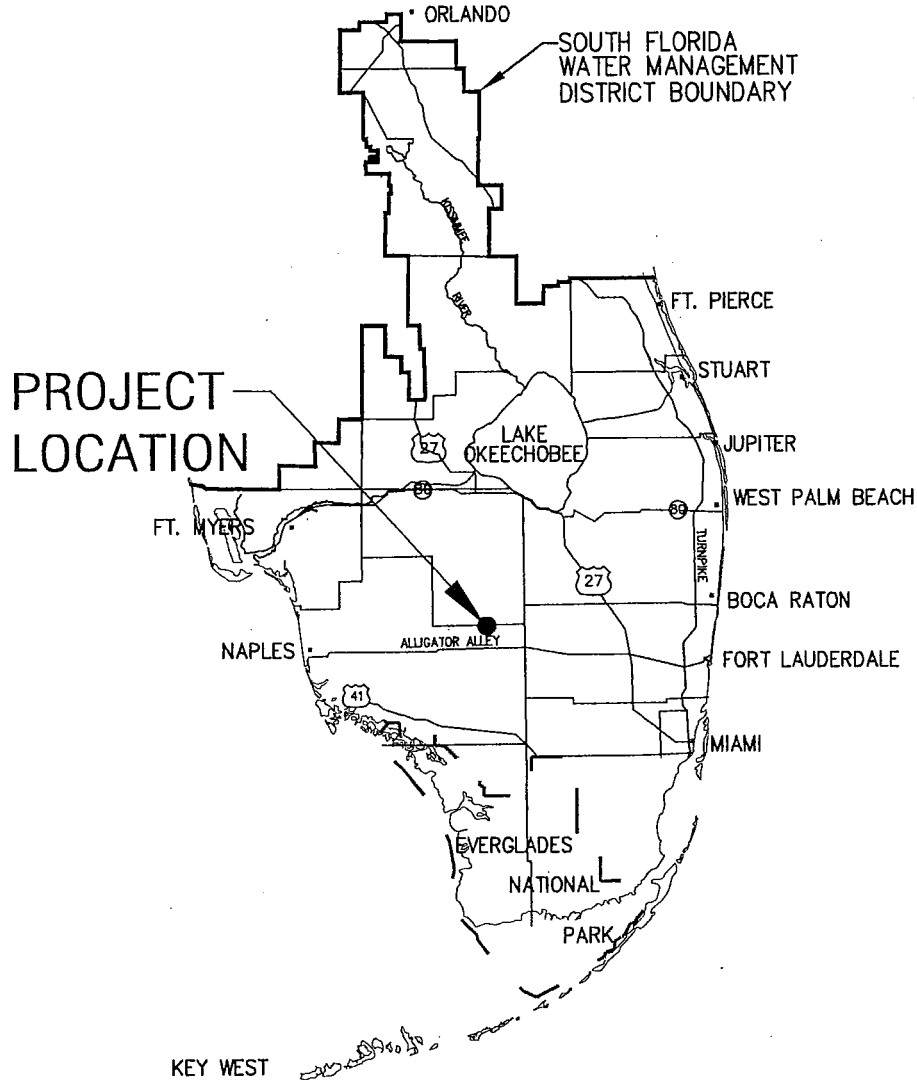 ORLANDO
SOUTH FLORIDA
WATER MANAGEMENT
DISTRICT BOUNDARY
KISSIMMEE
RIVER
FT. PIERCE
STUART
PROJECT
LOCATION
27
LAKE
OKEECHOBEE
JUPITER
80
WEST PALM BEACH
80
FT. MYERS
TURNPIKE
27
BOCA RATON
NAPLES
ALLIGATOR ALLEY
FORT LAUDERDALE
41
MIAMI
EVERGLADES
NATIONAL
PARK
KEY WEST